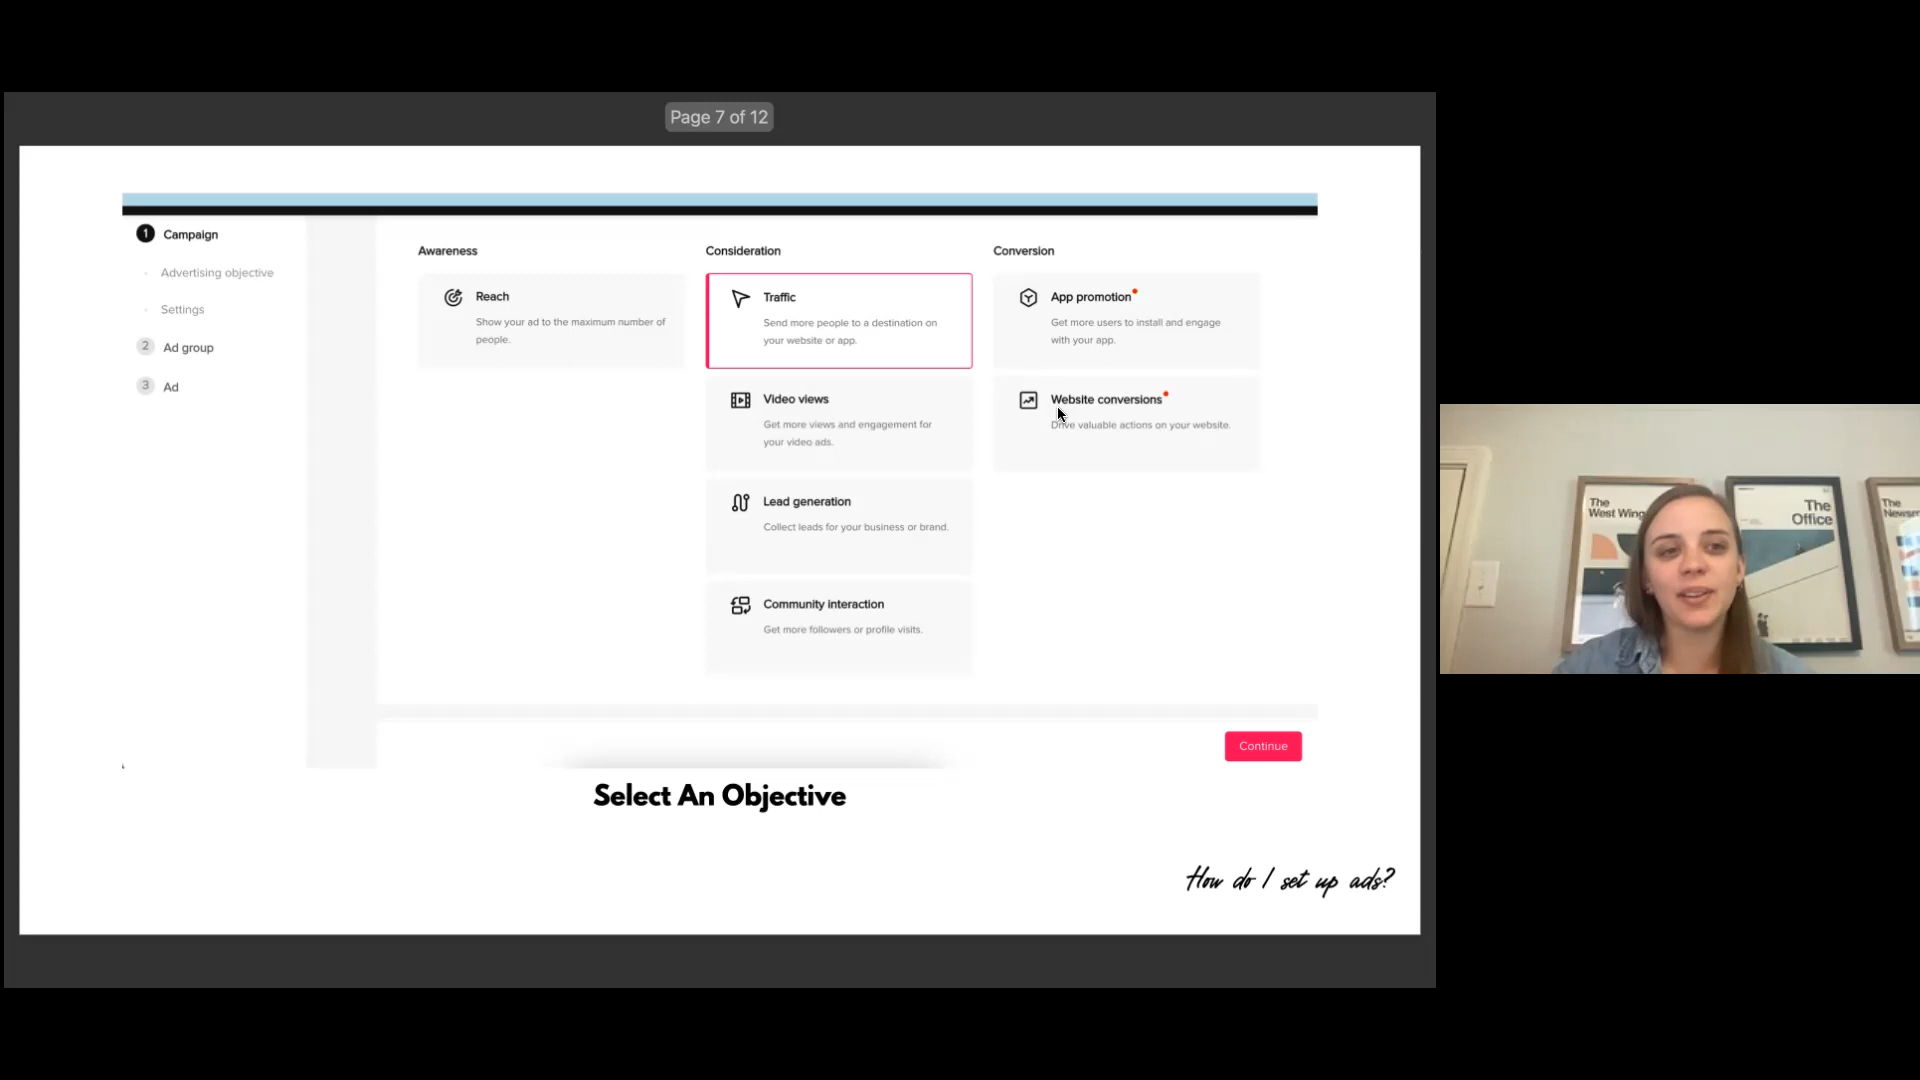 Page 7 of 12
1 Campaign
Advertising objective
Settings
2 Ad group
3 Ad
Awareness
Reach
Show your ad to the maximum number of
people.
Consideration
Traffic
Send more people to a destination on
your website or app.
Video views
Get more views and engagement for
your video ads.
Lead generation
Collect leads for your business or brand.
Community interaction
Get more followers or profile visits.
Conversion
App promotion
Get more users to install and engage
with your app.
Website conversions
Drive valuable actions on your website.
Continue
Select An Objective
How do I set up ads?
The
West Wing
The
Office
The